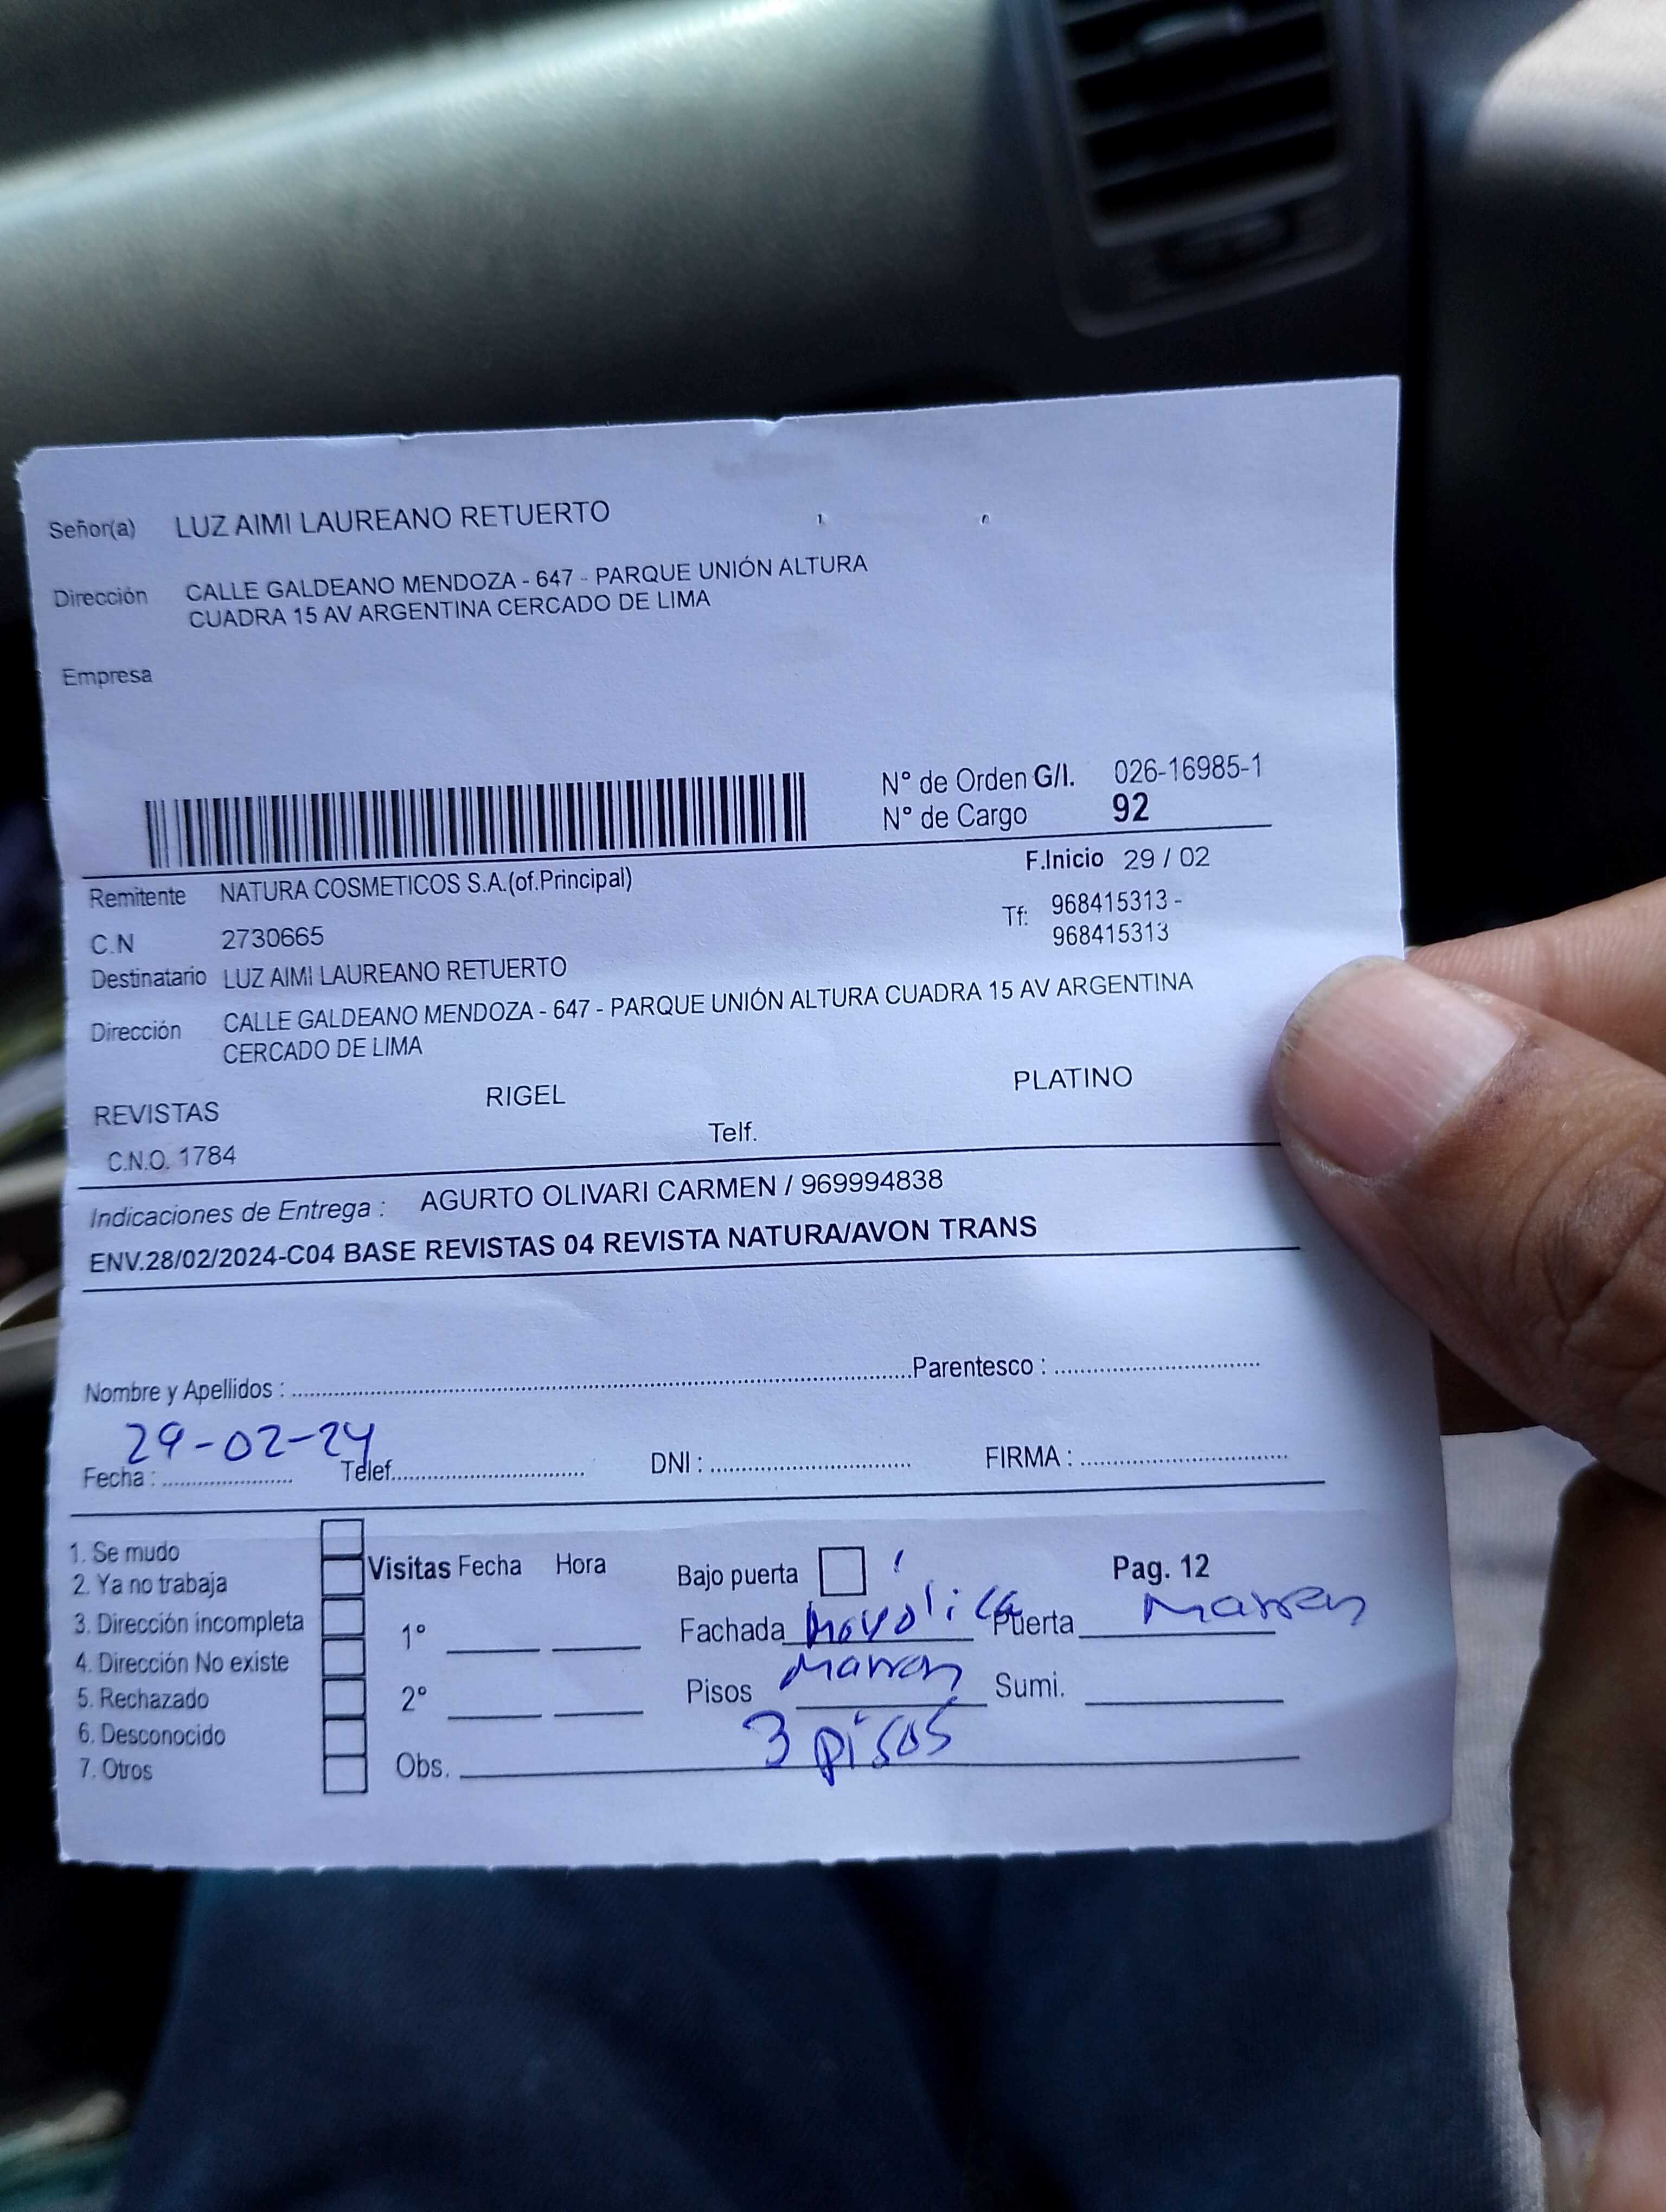 Señor(a) LUZ AIMI LAUREANO RETUERTO
Dirección CALLE GALDEANO MENDOZA - 647 - PARQUE UNIÓN ALTURA
CUADRA 15 AV ARGENTINA CERCADO DE LIMA
Empresa
N° de Orden G/I. 026-16985-1
N° de Cargo 92
F.Inicio 29 / 02
Remitente NATURA COSMETICOS S.A.(of.Principal)
Tf: 968415313 -
968415313
C.N 2730665
Destinatario LUZ AIMI LAUREANO RETUERTO
Dirección CALLE GALDEANO MENDOZA - 647 - PARQUE UNIÓN ALTURA CUADRA 15 AV ARGENTINA
CERCADO DE LIMA
REVISTAS RIGEL PLATINO
C.N.O. 1784 Telf.
Indicaciones de Entrega : AGURTO OLIVARI CARMEN / 969994838
ENV.28/02/2024-C04 BASE REVISTAS 04 REVISTA NATURA/AVON TRANS
Nombre y Apellidos : Parentesco :
29-02-24
Fecha : Telef. DNI : FIRMA :
1. Se mudo
2. Ya no trabaja
3. Dirección incompleta
4. Dirección No existe
5. Rechazado
6. Desconocido
7. Otros
Visitas Fecha Hora
1°
2°
Obs.
Bajo puerta Pag. 12
Fachada Mayolica Puerta Marron
Marron
Pisos Sumi.
3 pisos